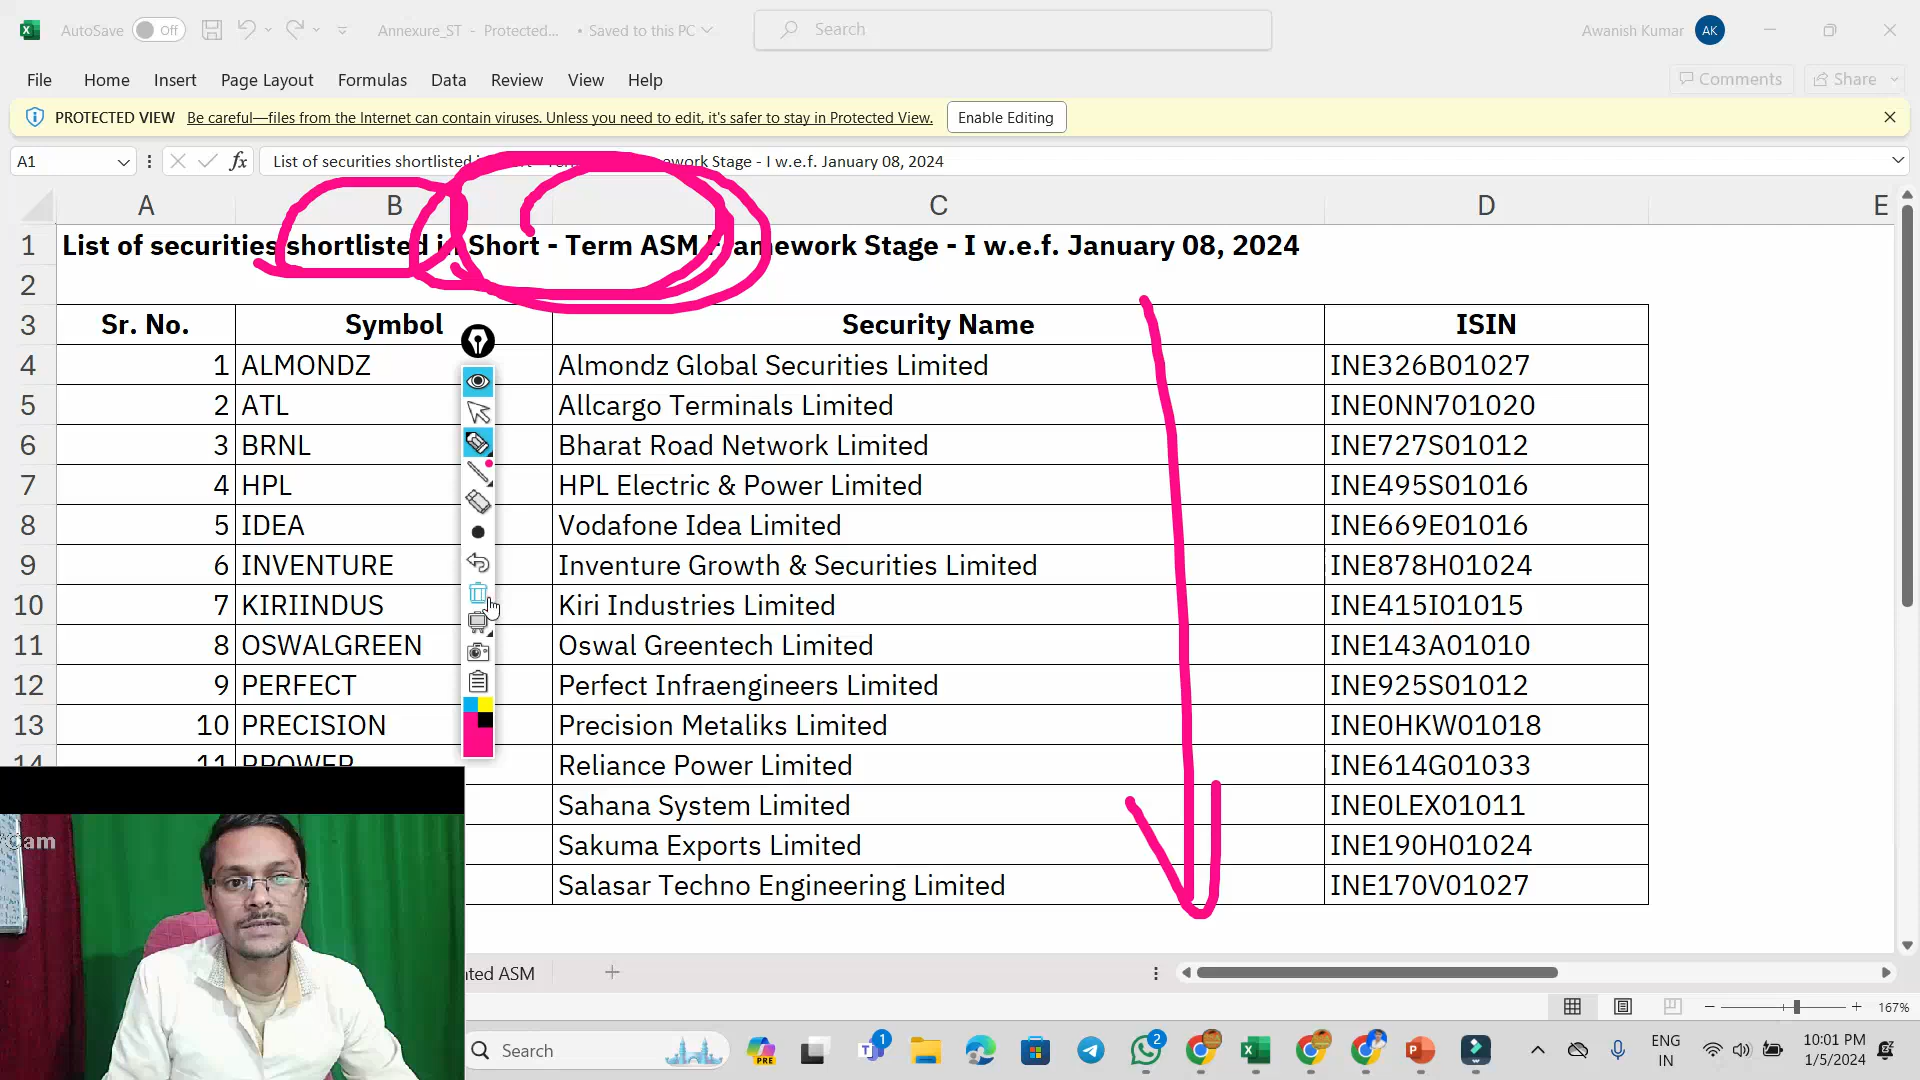 AutoSave Off Annexure_ST - Protected... • Saved to this PC Search Awanish Kumar AK
File Home Insert Page Layout Formulas Data Review View Help Comments Share
PROTECTED VIEW Be careful—files from the Internet can contain viruses. Unless you need to edit, it's safer to stay in Protected View. Enable Editing
A1 fx List of securities shortlisted Stage - I w.e.f. January 08, 2024
A B C D E
1 List of securities shortlisted in Short - Term ASM Framework Stage - I w.e.f. January 08, 2024
2
3 Sr. No. Symbol Security Name ISIN
4 1 ALMONDZ Almondz Global Securities Limited INE326B01027
5 2 ATL Allcargo Terminals Limited INE0NN701020
6 3 BRNL Bharat Road Network Limited INE727S01012
7 4 HPL HPL Electric & Power Limited INE495S01016
8 5 IDEA Vodafone Idea Limited INE669E01016
9 6 INVENTURE Inventure Growth & Securities Limited INE878H01024
10 7 KIRIINDUS Kiri Industries Limited INE415I01015
11 8 OSWALGREEN Oswal Greentech Limited INE143A01010
12 9 PERFECT Perfect Infraengineers Limited INE925S01012
13 10 PRECISION Precision Metaliks Limited INE0HKW01018
14 11 RPOWER Reliance Power Limited INE614G01033
Sahana System Limited INE0LEX01011
Sakuma Exports Limited INE190H01024
Salasar Techno Engineering Limited INE170V01027
ASM
167%
Search PRE 1 2 ENG IN 10:01 PM 1/5/2024